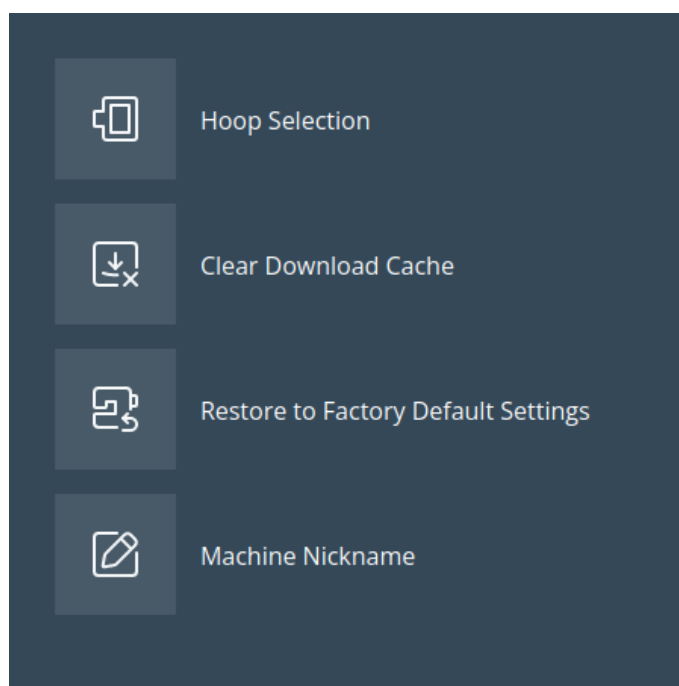 Hoop Selection
Clear Download Cache
Restore to Factory Default Settings
Machine Nickname